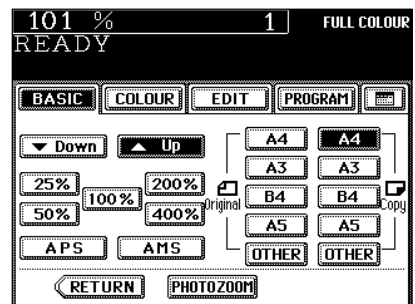 101 % 1 FULL COLOUR
READY
BASIC COLOUR EDIT PROGRAM
Down Up A4 A4
A3 A3
25% 200%
100% Original B4 B4 Copy
50% 400%
A5 A5
APS AMS OTHER OTHER
RETURN PHOTOZOOM